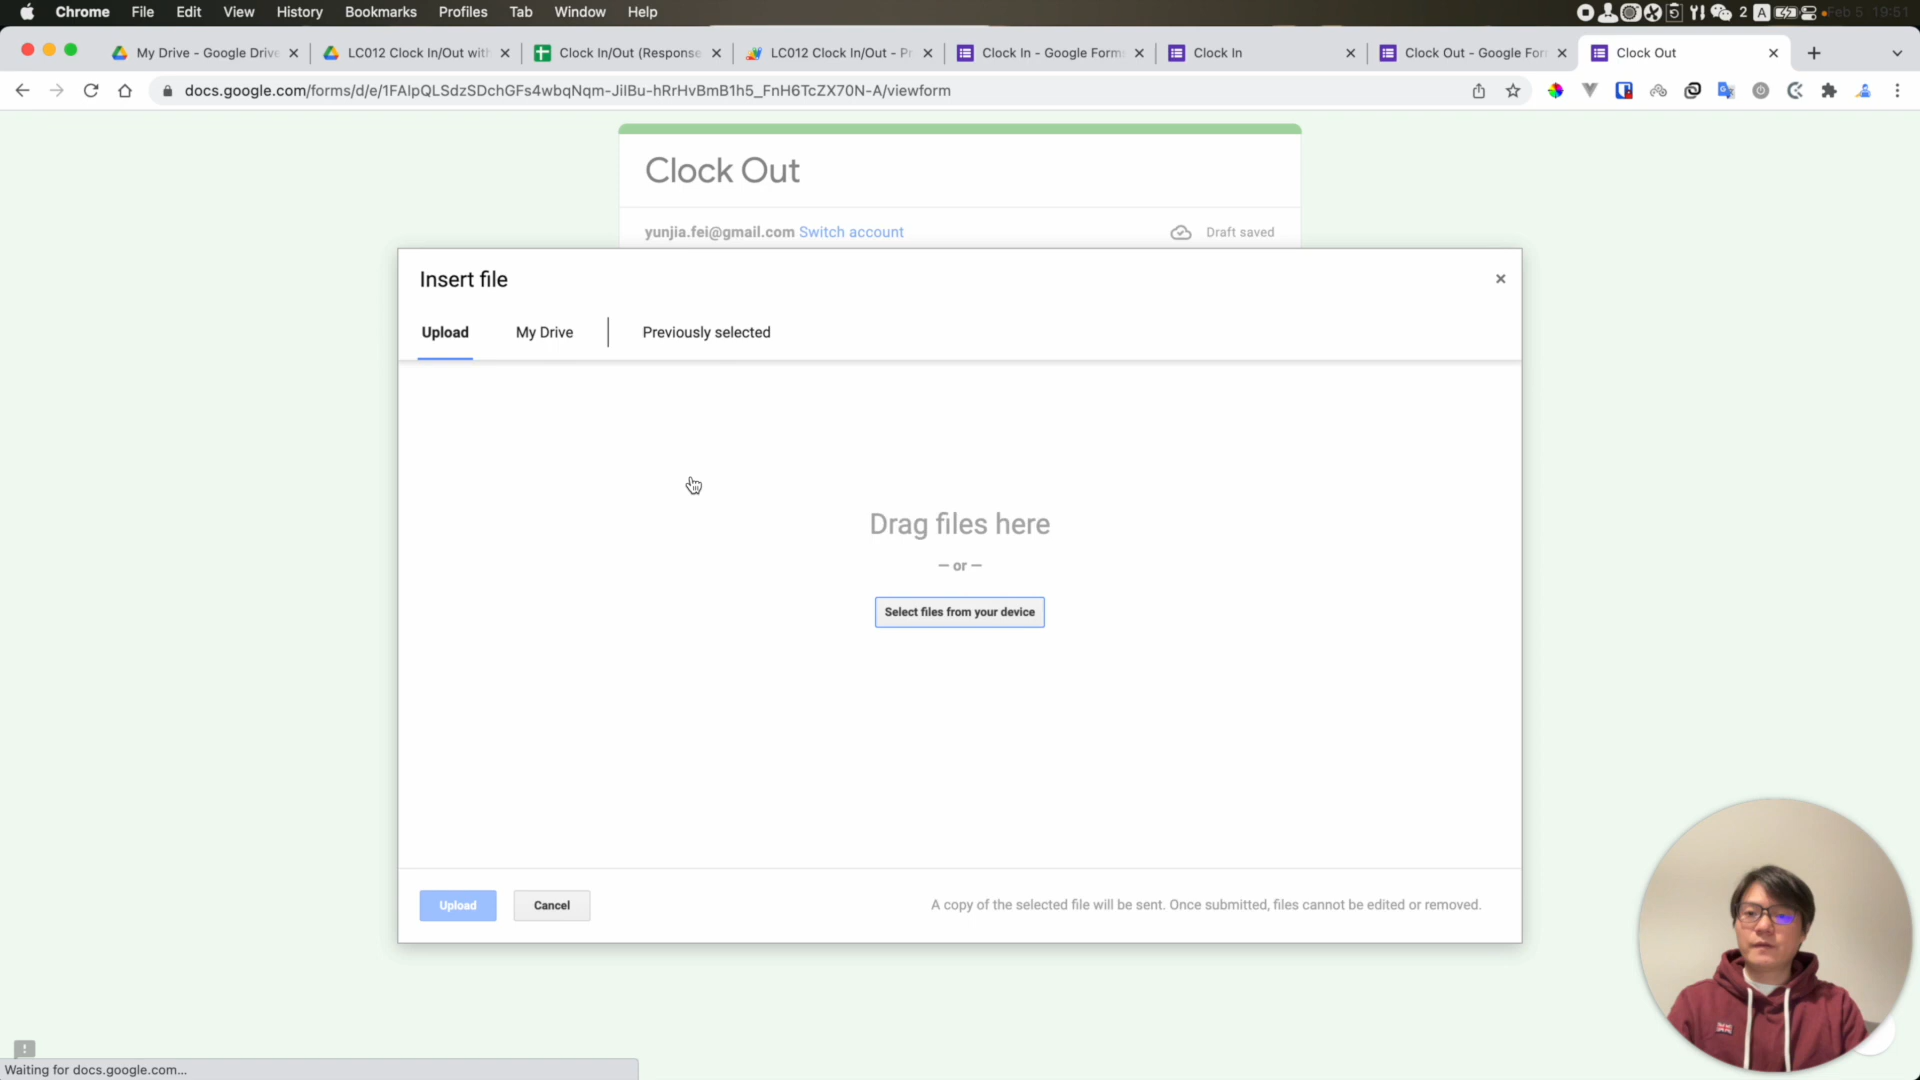 Chrome File Edit View History Bookmarks Profiles Tab Window Help 2 A Feb 5 19:51
My Drive - Google Drive LC012 Clock In/Out with Clock In/Out (Response LC012 Clock In/Out - Pr Clock In - Google Forms Clock In Clock Out - Google For Clock Out
docs.google.com/forms/d/e/1FAIpQLSdzSDchGFs4wbqNqm-JilBu-hRrHvBmB1h5_FnH6TcZX70N-A/viewform
Clock Out
yunjia.fei@gmail.com Switch account Draft saved
Insert file
Upload My Drive Previously selected
Drag files here
— or —
Select files from your device
Upload Cancel A copy of the selected file will be sent. Once submitted, files cannot be edited or removed.
Waiting for docs.google.com...